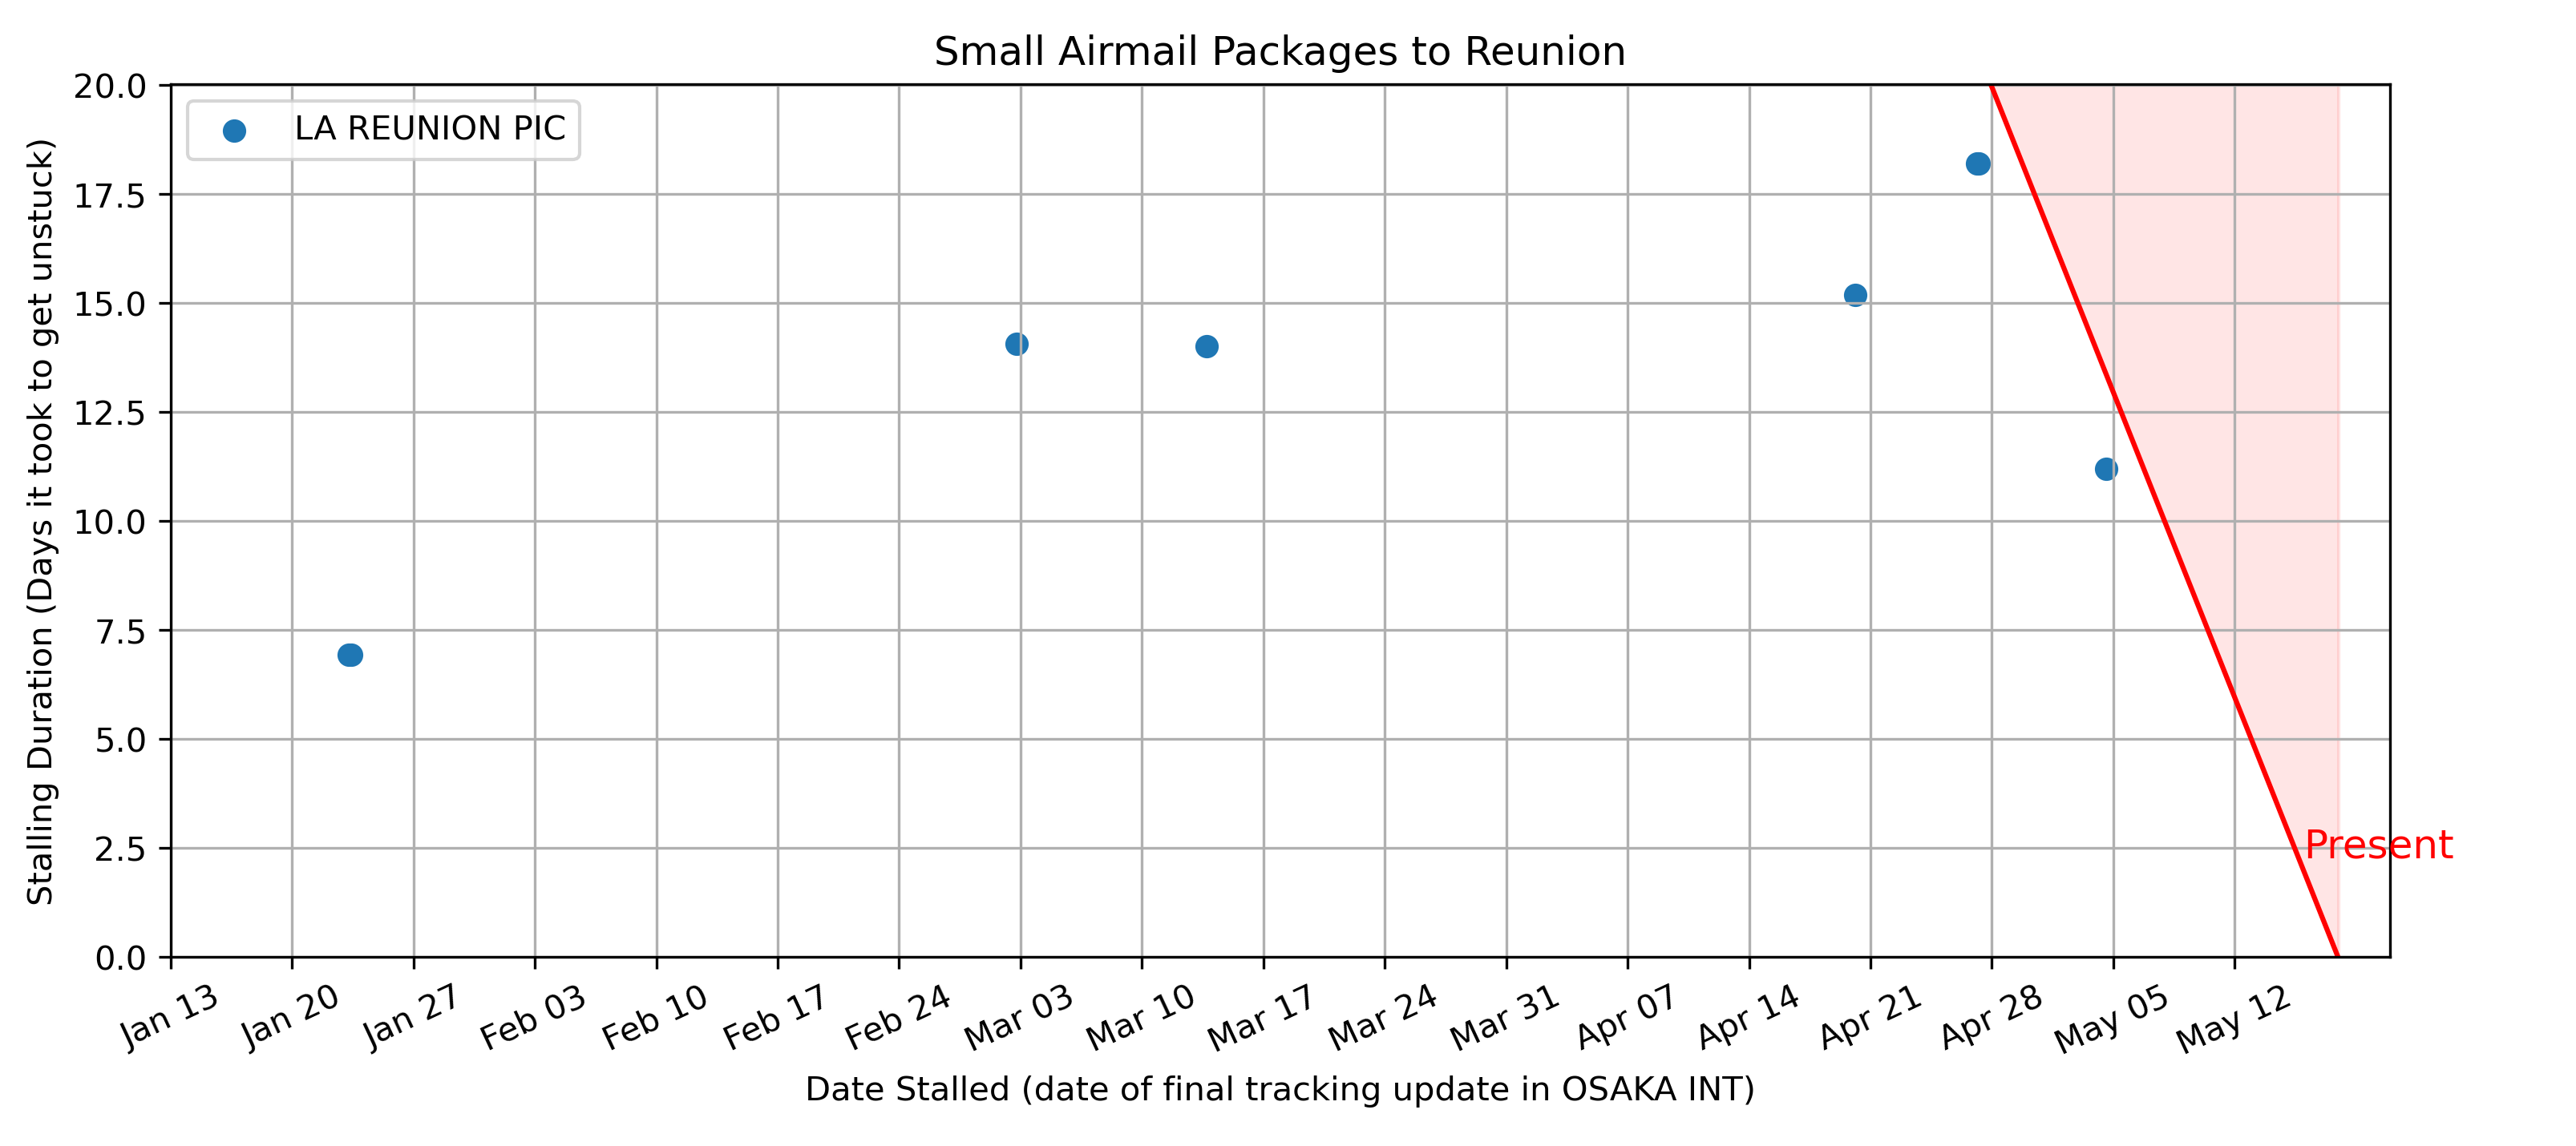 Small Airmail Packages to Reunion
LA REUNION PIC
Stalling Duration (Days it took to get unstuck)
20.0
17.5
15.0
12.5
10.0
7.5
5.0
2.5
0.0
Present
Jan 13
Jan 20
Jan 27
Feb 03
Feb 10
Feb 17
Feb 24
Mar 03
Mar 10
Mar 17
Mar 24
Mar 31
Apr 07
Apr 14
Apr 21
Apr 28
May 05
May 12
Date Stalled (date of final tracking update in OSAKA INT)